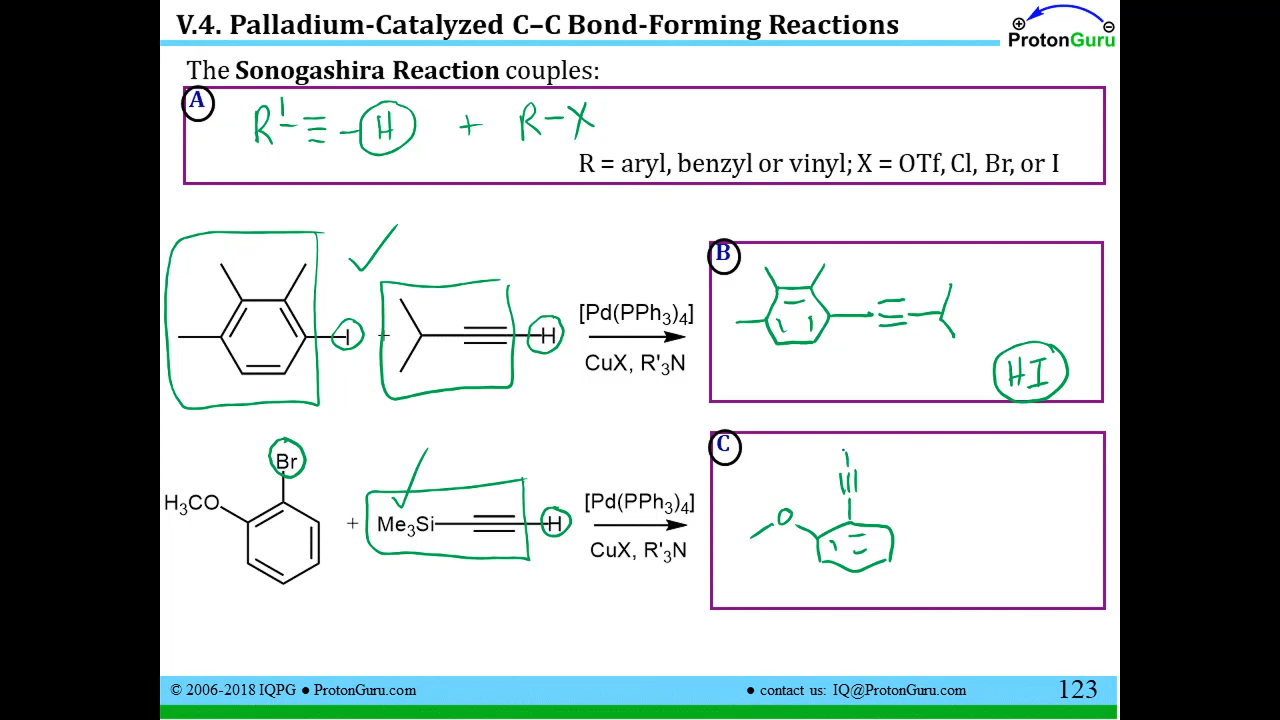 V.4. Palladium-Catalyzed C–C Bond-Forming Reactions
⊕ ⊖
ProtonGuru
The Sonogashira Reaction couples:
A
R' – ≡ – H + R – X
R = aryl, benzyl or vinyl; X = OTf, Cl, Br, or I
B
I + H
[Pd(PPh₃)₄]
CuX, R'₃N
HI
C
Br
H₃CO
+ Me₃Si H
[Pd(PPh₃)₄]
CuX, R'₃N
O
© 2006-2018 IQPG ● ProtonGuru.com
● contact us: IQ@ProtonGuru.com
123